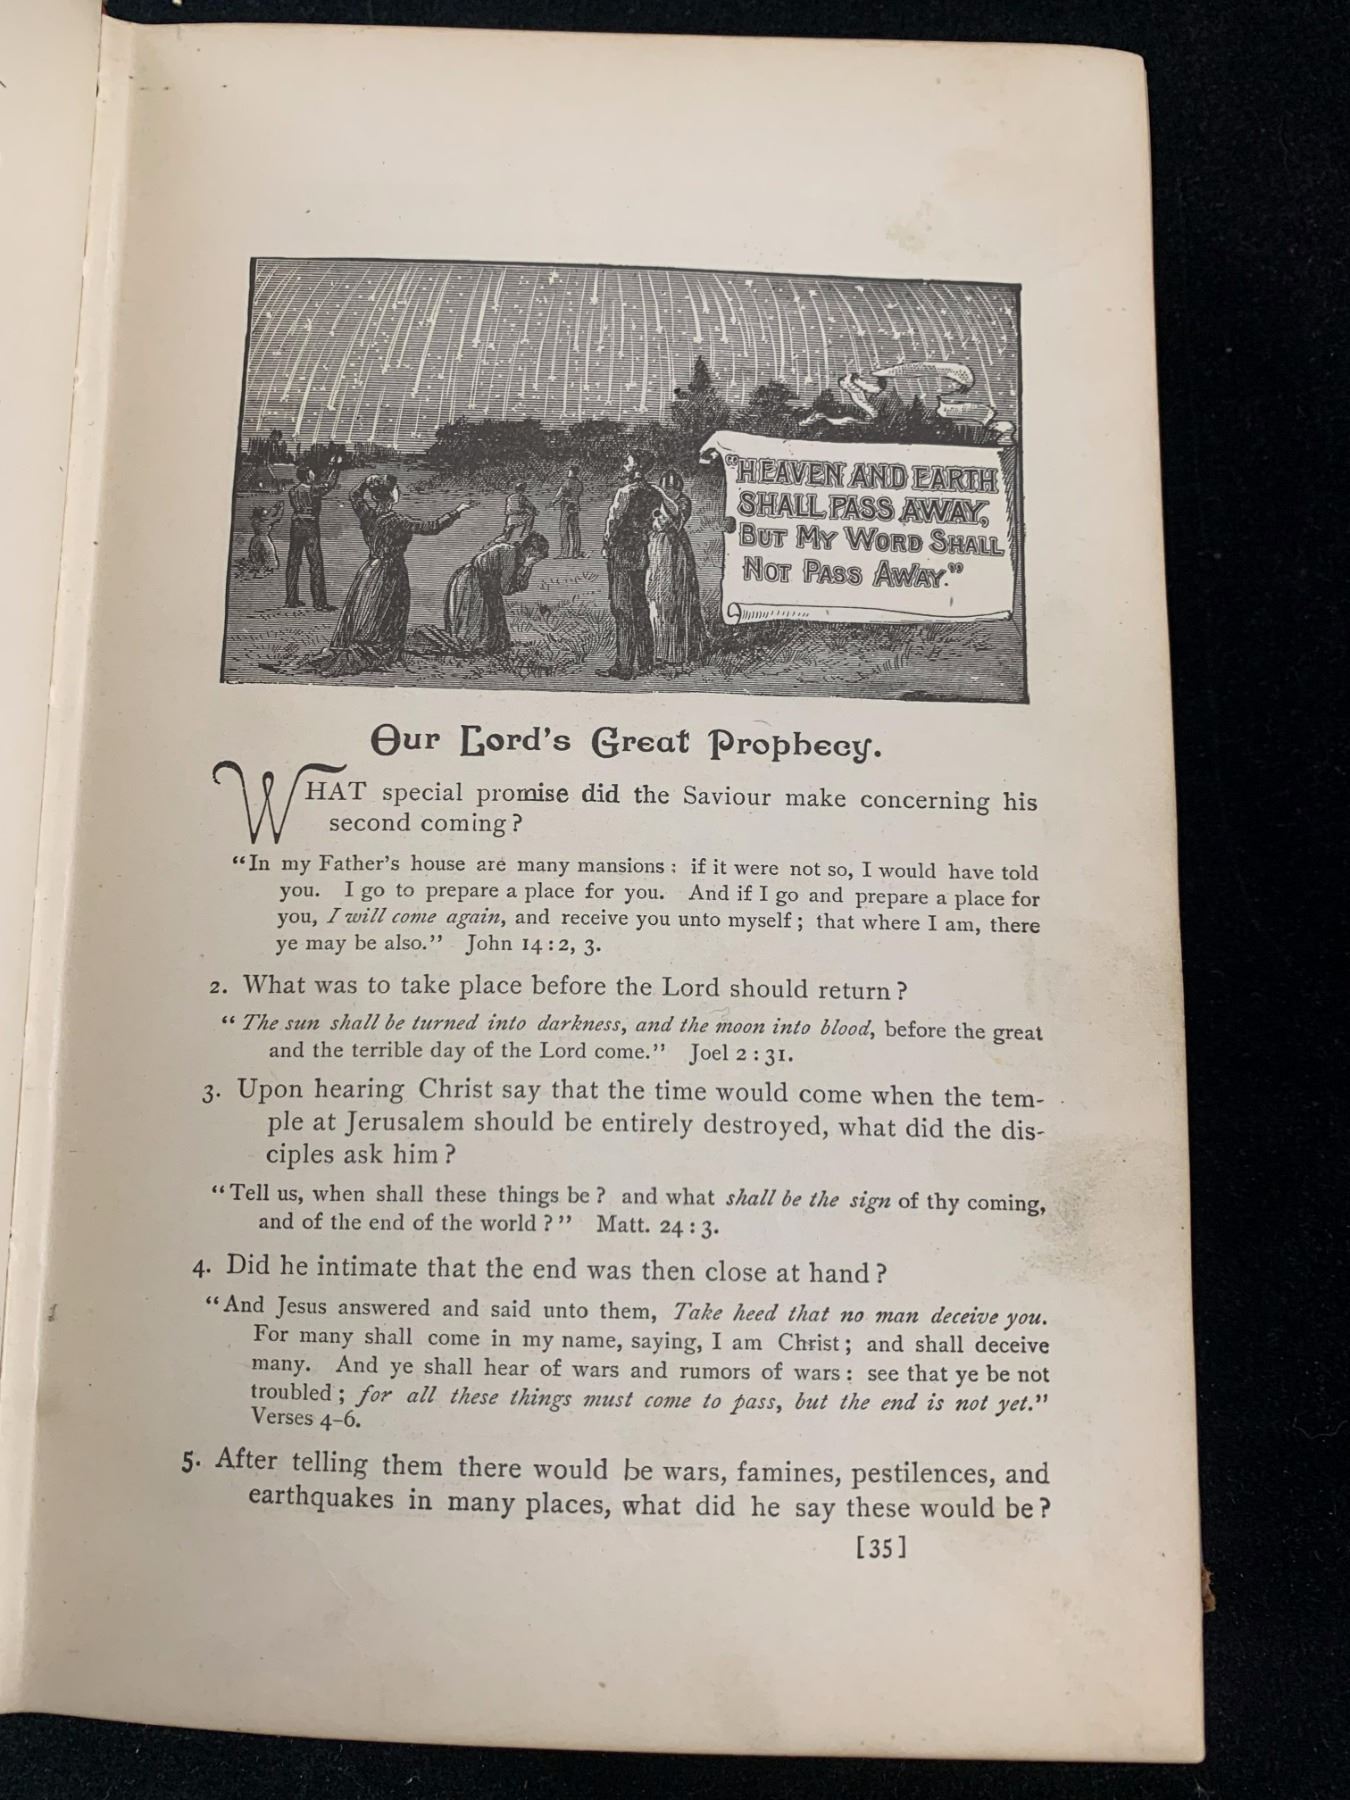 "HEAVEN AND EARTH
SHALL PASS AWAY,
BUT MY WORD SHALL
NOT PASS AWAY."
Our Lord's Great Prophecy.
WHAT special promise did the Saviour make concerning his
second coming?
"In my Father's house are many mansions: if it were not so, I would have told
you. I go to prepare a place for you. And if I go and prepare a place for
you, I will come again, and receive you unto myself; that where I am, there
ye may be also." John 14:2, 3.
2. What was to take place before the Lord should return?
"The sun shall be turned into darkness, and the moon into blood, before the great
and the terrible day of the Lord come." Joel 2:31.
3. Upon hearing Christ say that the time would come when the tem-
ple at Jerusalem should be entirely destroyed, what did the dis-
ciples ask him?
"Tell us, when shall these things be? and what shall be the sign of thy coming,
and of the end of the world?" Matt. 24:3.
4. Did he intimate that the end was then close at hand?
"And Jesus answered and said unto them, Take heed that no man deceive you.
For many shall come in my name, saying, I am Christ; and shall deceive
many. And ye shall hear of wars and rumors of wars: see that ye be not
troubled; for all these things must come to pass, but the end is not yet."
Verses 4-6.
5. After telling them there would be wars, famines, pestilences, and
earthquakes in many places, what did he say these would be?
[35]